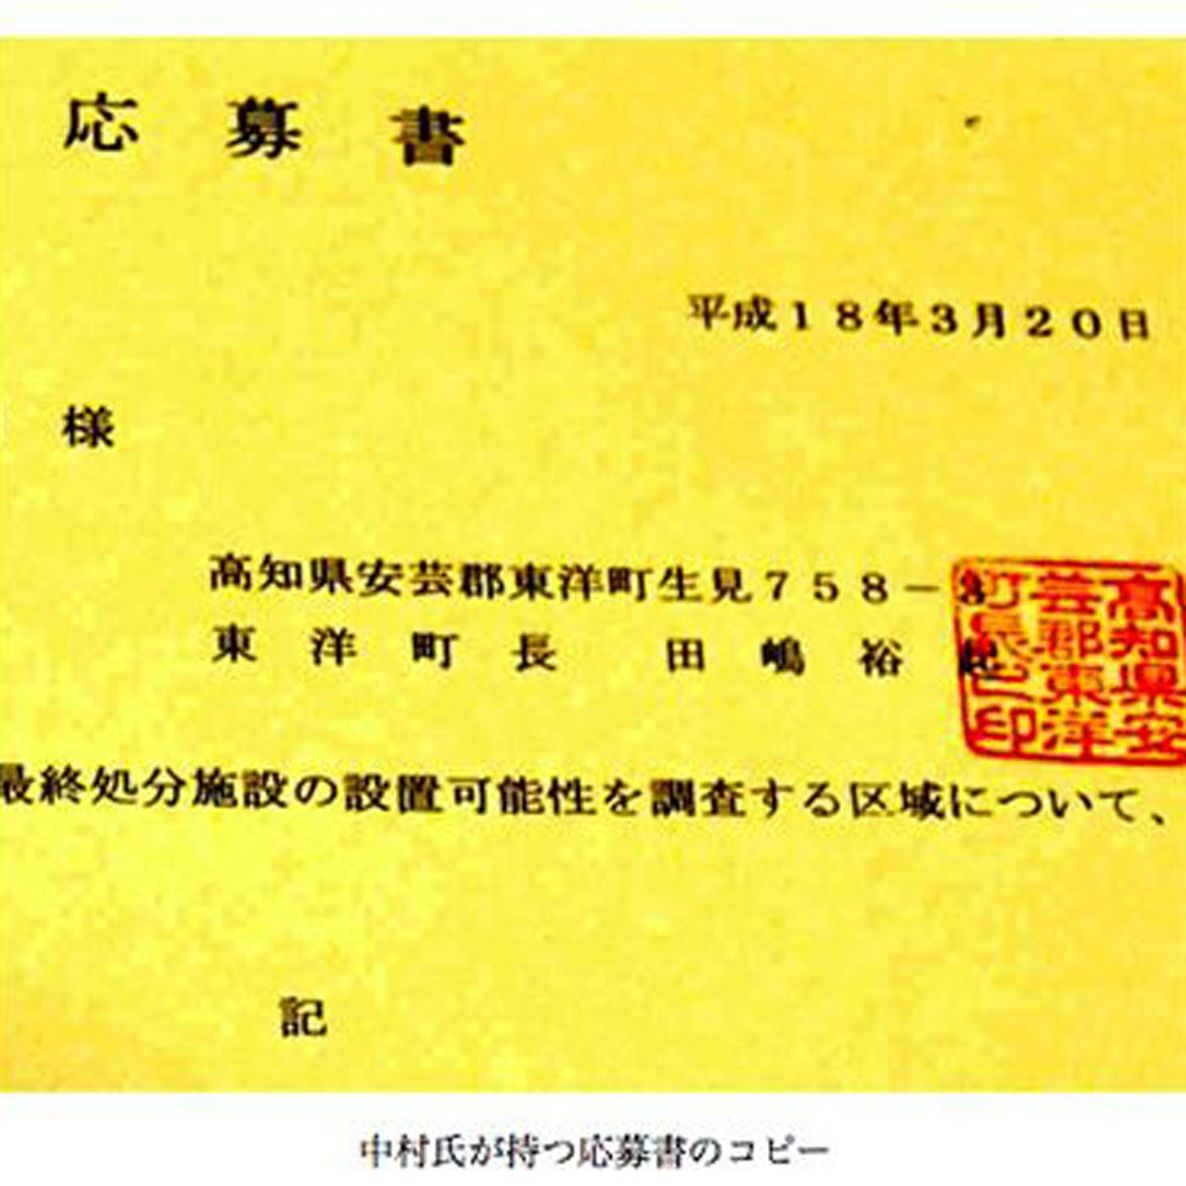 応募書
平成18年3月20日
様
高知県安芸郡東洋町生見758-3
東洋町長 田嶋裕起
最終処分施設の設置可能性を調査する区域について、
高知県安
芸郡東洋
町長之印
記
中村氏が持つ応募書のコピー